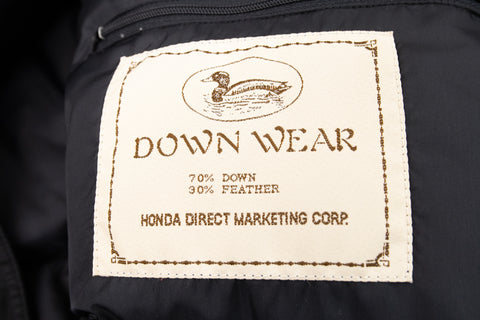 DOWN WEAR
70% DOWN
30% FEATHER
HONDA DIRECT MARKETING CORP.